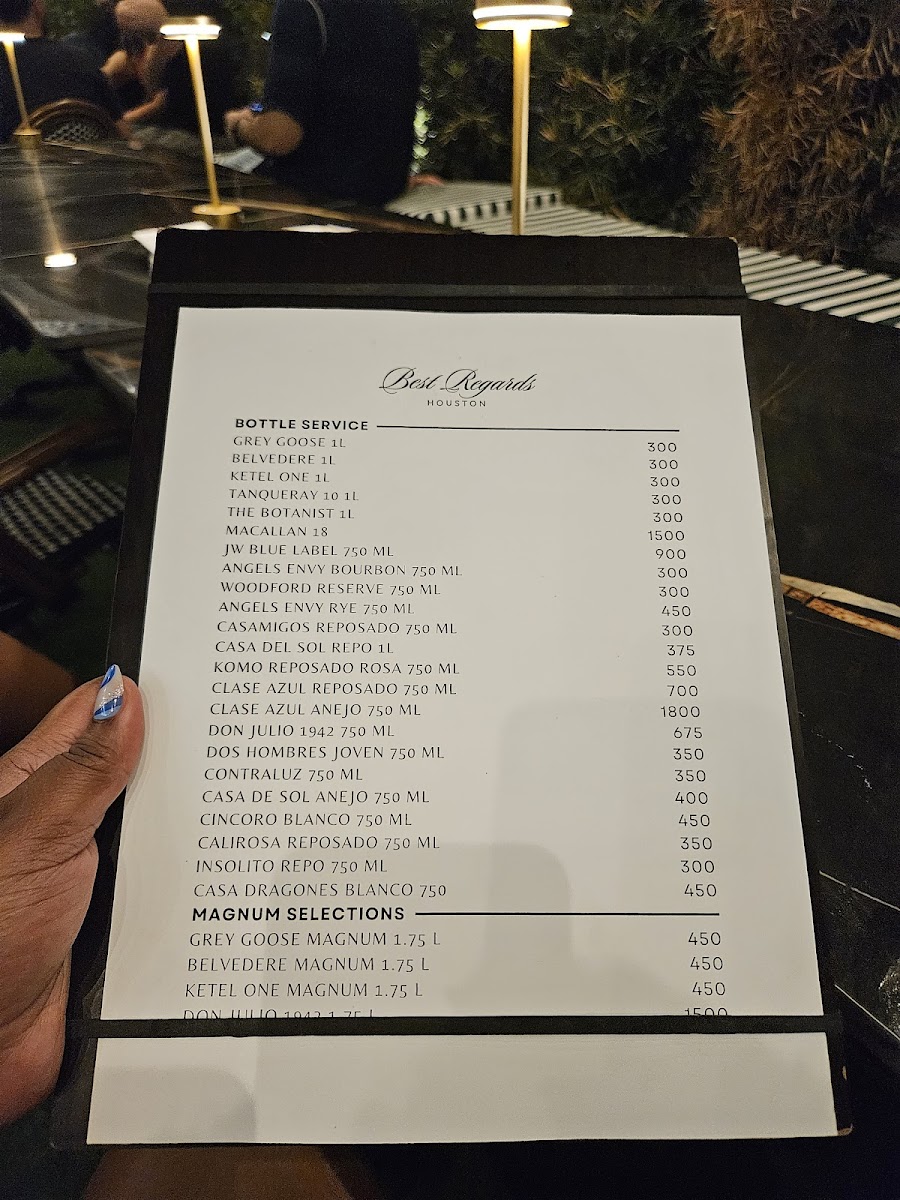 Best Regards
HOUSTON
BOTTLE SERVICE
GREY GOOSE 1L 300
BELVEDERE 1L 300
KETEL ONE 1L 300
TANQUERAY 10 1L 300
THE BOTANIST 1L 300
MACALLAN 18 1500
JW BLUE LABEL 750 ML 900
ANGELS ENVY BOURBON 750 ML 300
WOODFORD RESERVE 750 ML 300
ANGELS ENVY RYE 750 ML 450
CASAMIGOS REPOSADO 750 ML 300
CASA DEL SOL REPO 1L 375
KOMO REPOSADO ROSA 750 ML 550
CLASE AZUL REPOSADO 750 ML 700
CLASE AZUL ANEJO 750 ML 1800
DON JULIO 1942 750 ML 675
DOS HOMBRES JOVEN 750 ML 350
CONTRALUZ 750 ML 350
CASA DE SOL ANEJO 750 ML 400
CINCORO BLANCO 750 ML 450
CALIROSA REPOSADO 750 ML 350
INSOLITO REPO 750 ML 300
CASA DRAGONES BLANCO 750 450
MAGNUM SELECTIONS
GREY GOOSE MAGNUM 1.75 L 450
BELVEDERE MAGNUM 1.75 L 450
KETEL ONE MAGNUM 1.75 L 450
DON JULIO 1942 1.75 L 1500